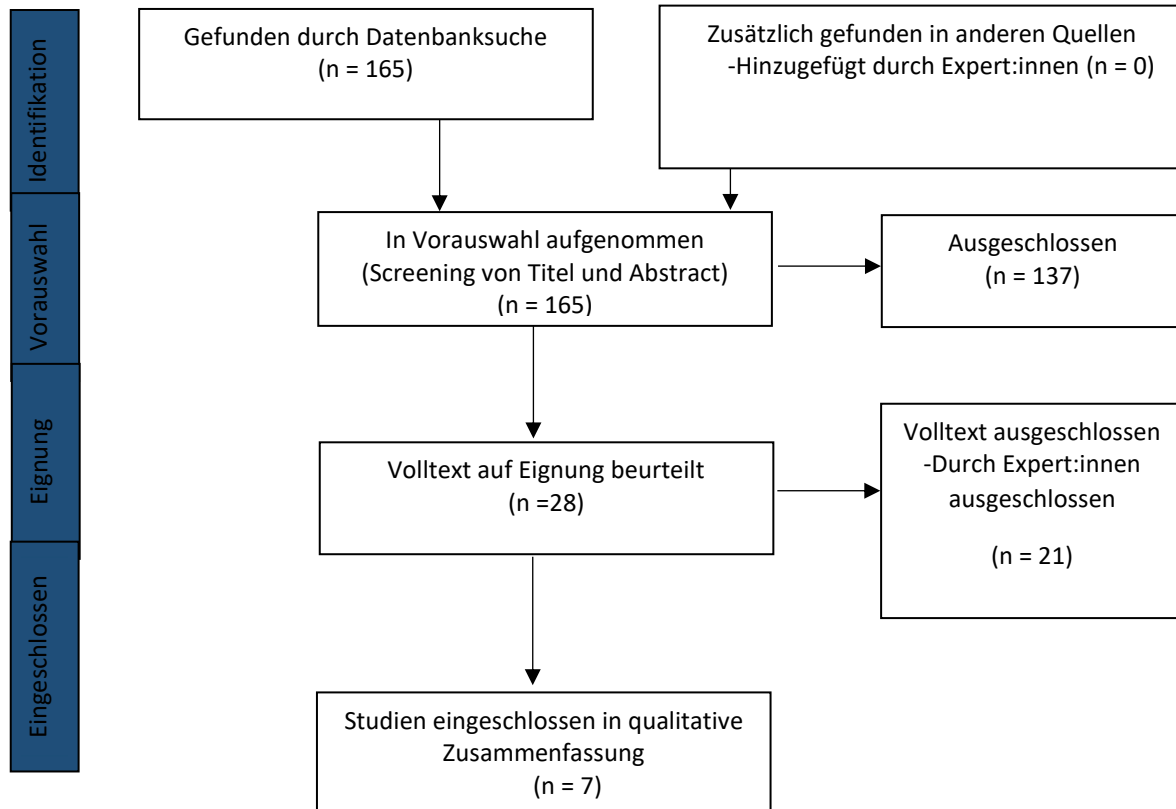 Identifikation
Gefunden durch Datenbanksuche
(n = 165)
Zusätzlich gefunden in anderen Quellen
-Hinzugefügt durch Expert:innen (n = 0)
Vorauswahl
In Vorauswahl aufgenommen
(Screening von Titel und Abstract)
(n = 165)
Ausgeschlossen
(n = 137)
Eignung
Volltext auf Eignung beurteilt
(n =28)
Volltext ausgeschlossen
-Durch Expert:innen
ausgeschlossen
(n = 21)
Eingeschlossen
Studien eingeschlossen in qualitative
Zusammenfassung
(n = 7)